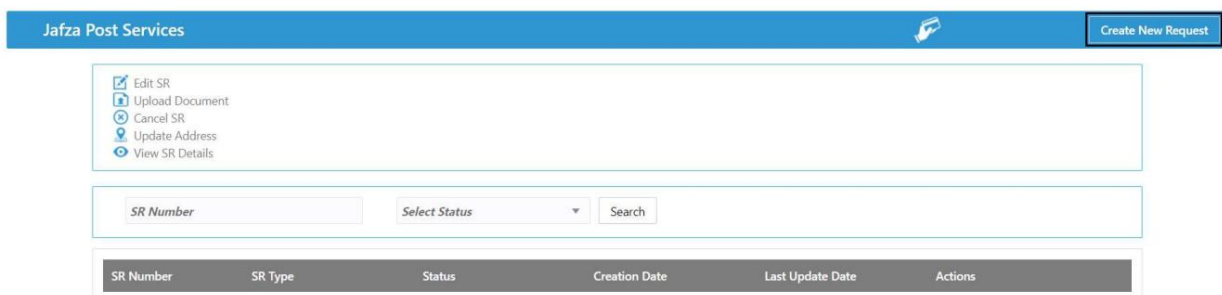 Jafza Post Services Create New Request
Edit SR
Upload Document
Cancel SR
Update Address
View SR Details
SR Number Select Status Search
SR Number SR Type Status Creation Date Last Update Date Actions